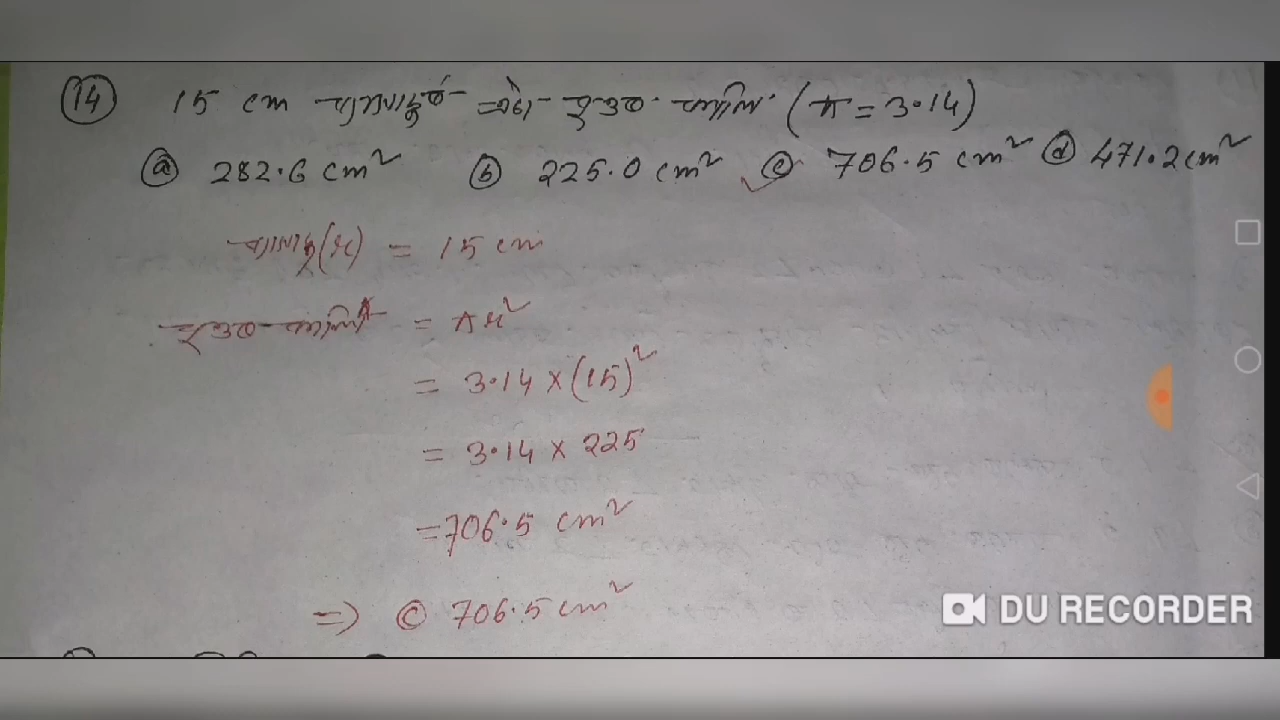 14 15 cm ব্যাসাৰ্দ্ধৰ বৃত্তৰ কালি (π = 3.14)
ⓐ 282.6 cm² ⓑ 225.0 cm² ✓ⓒ 706.5 cm² ⓓ 471.2 cm²
(r) = 15 cm
বৃত্তৰ কালি = πr²
= 3.14 × (15)²
= 3.14 × 225
= 706.5 cm²
⇒ ⓒ 706.5 cm²
DU RECORDER